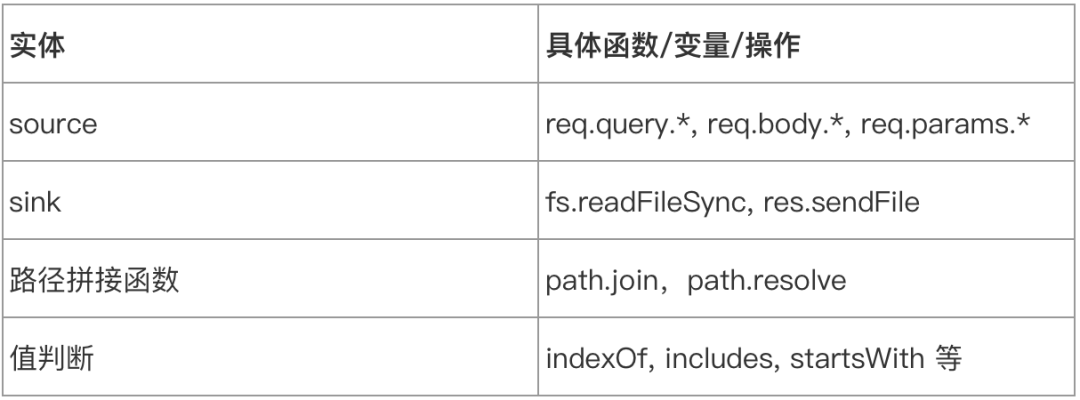 实体
具体函数/变量/操作
source
req.query.*, req.body.*, req.params.*
sink
fs.readFileSync, res.sendFile
路径拼接函数
path.join，path.resolve
值判断
indexOf, includes, startsWith 等